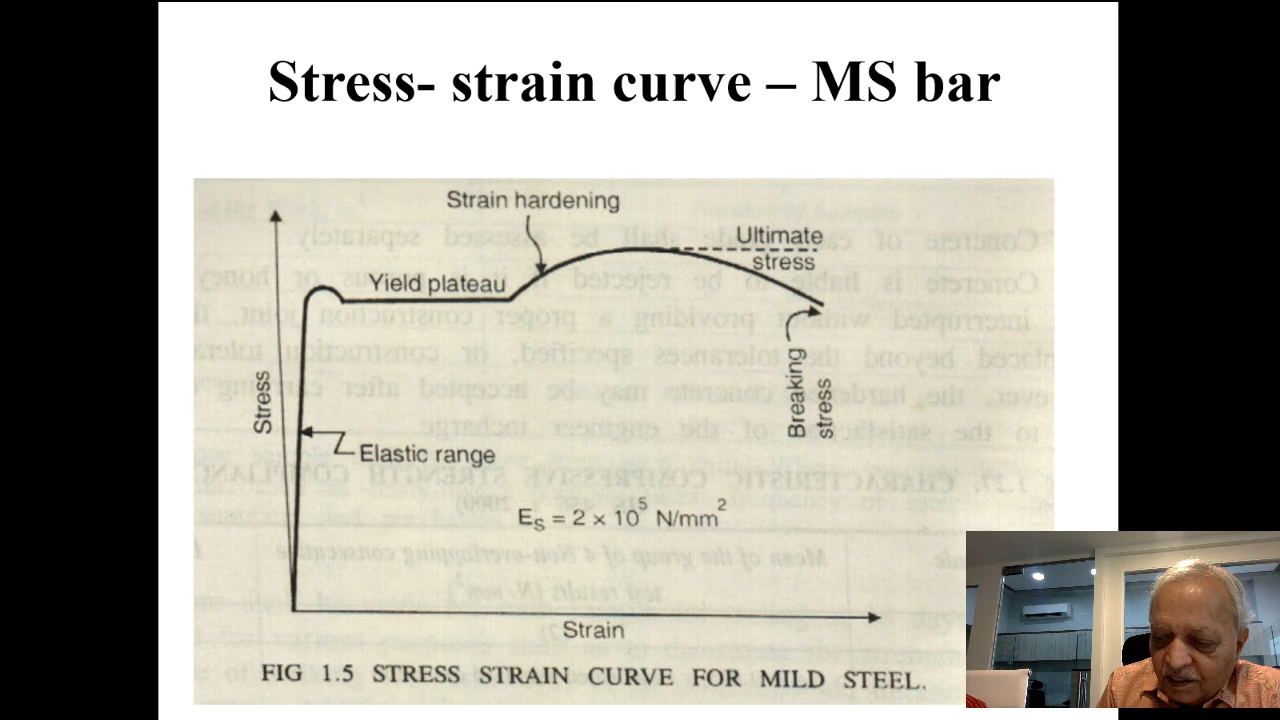 Stress- strain curve – MS bar
Strain hardening
Ultimate
stress
Yield plateau
Stress
Breaking
stress
Elastic range
E_S = 2 × 10^5 N/mm^2
Strain
FIG 1.5 STRESS STRAIN CURVE FOR MILD STEEL.